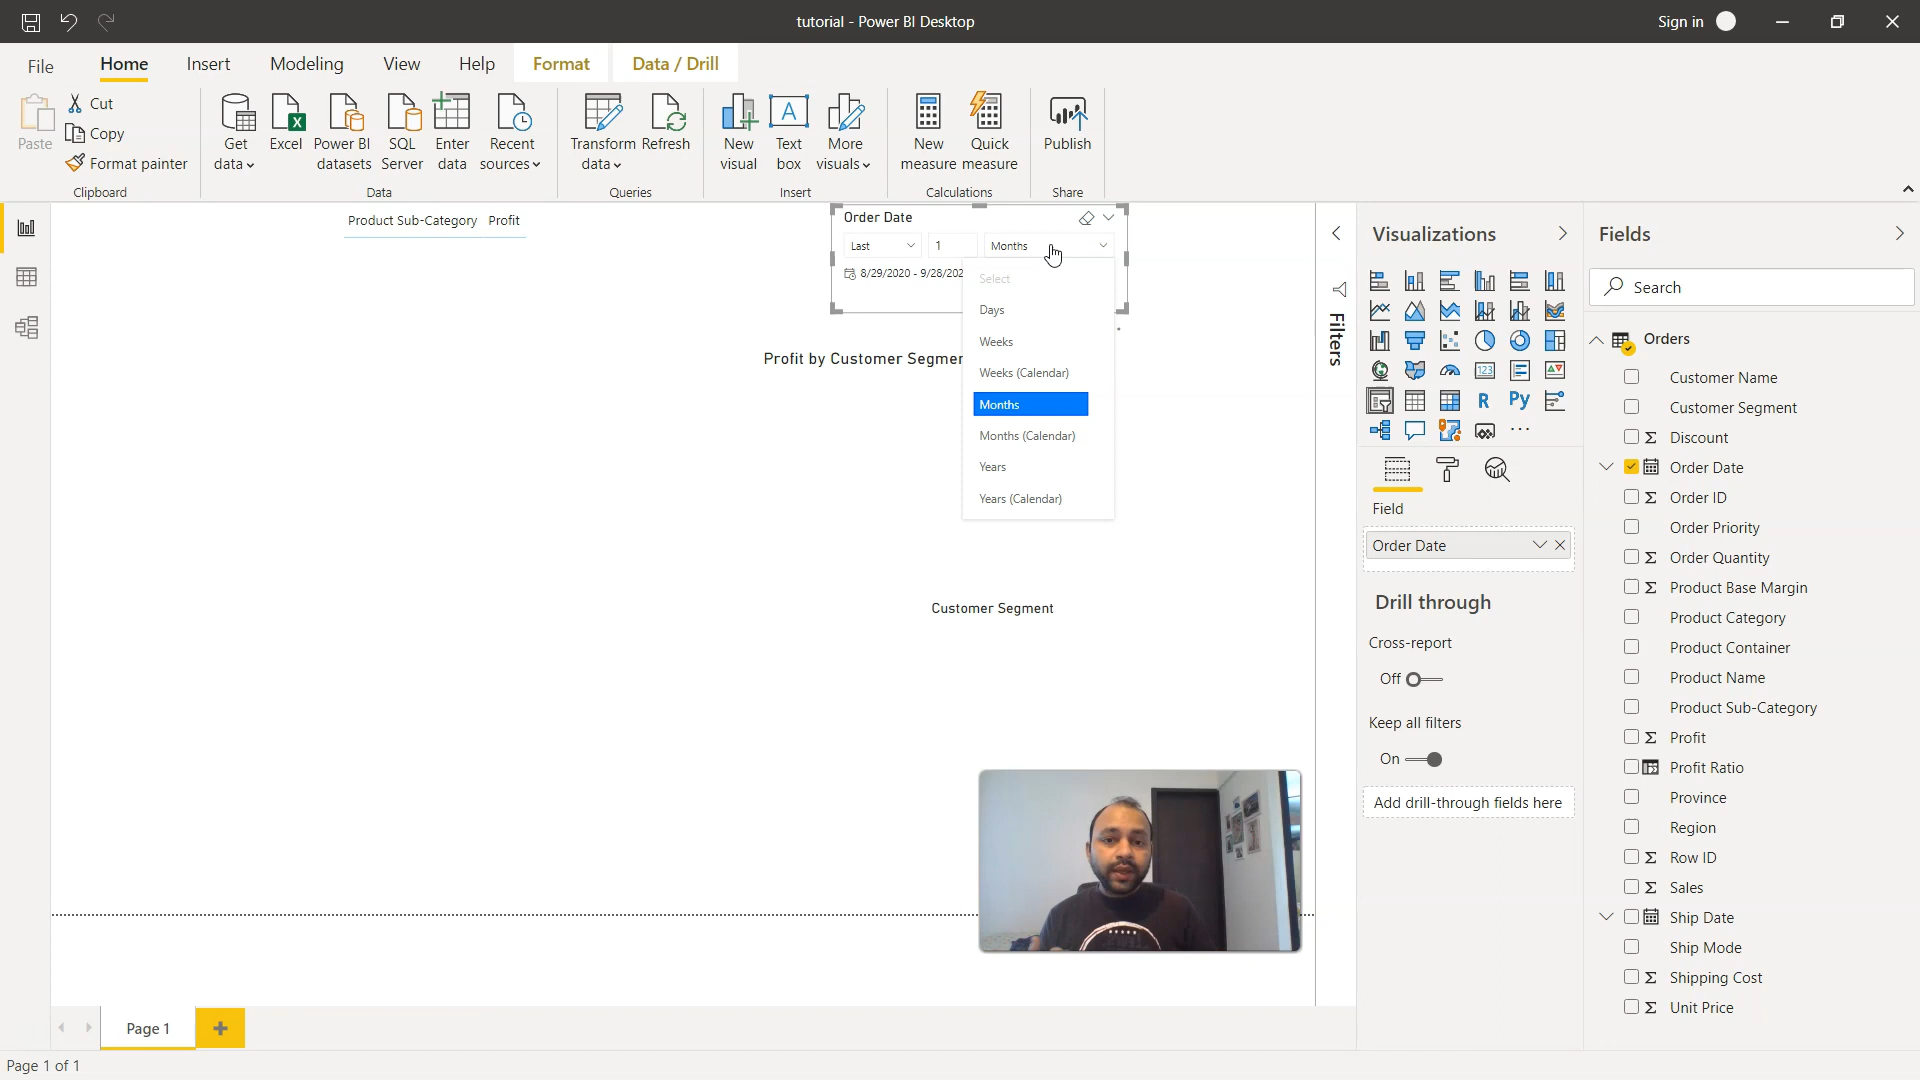 tutorial - Power BI Desktop
Sign in
File
Home
Insert
Modeling
View
Help
Format
Data / Drill
Paste
Cut
Copy
Format painter
Clipboard
Get data
Excel
Power BI datasets
SQL Server
Enter data
Recent sources
Data
Transform data
Refresh
Queries
New visual
Text box
More visuals
Insert
New measure
Quick measure
Calculations
Publish
Share
Product Sub-Category Profit
Order Date
Last
1
Months
8/29/2020 - 9/28/202
Select
Days
Weeks
Weeks (Calendar)
Months
Months (Calendar)
Years
Years (Calendar)
Profit by Customer Segmen
Customer Segment
Filters
Visualizations
123
R
Py
Field
Order Date
Drill through
Cross-report
Off
Keep all filters
On
Add drill-through fields here
Fields
Search
Orders
Customer Name
Customer Segment
Discount
Order Date
Order ID
Order Priority
Order Quantity
Product Base Margin
Product Category
Product Container
Product Name
Product Sub-Category
Profit
Profit Ratio
Province
Region
Row ID
Sales
Ship Date
Ship Mode
Shipping Cost
Unit Price
Page 1
Page 1 of 1